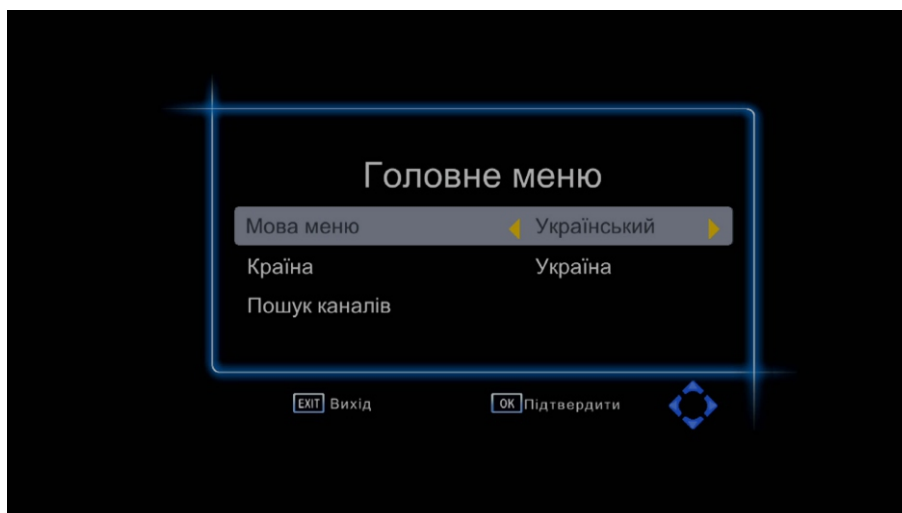 Головне меню
Мова меню Український
Країна Україна
Пошук каналів
EXIT Вихід OK Підтвердити